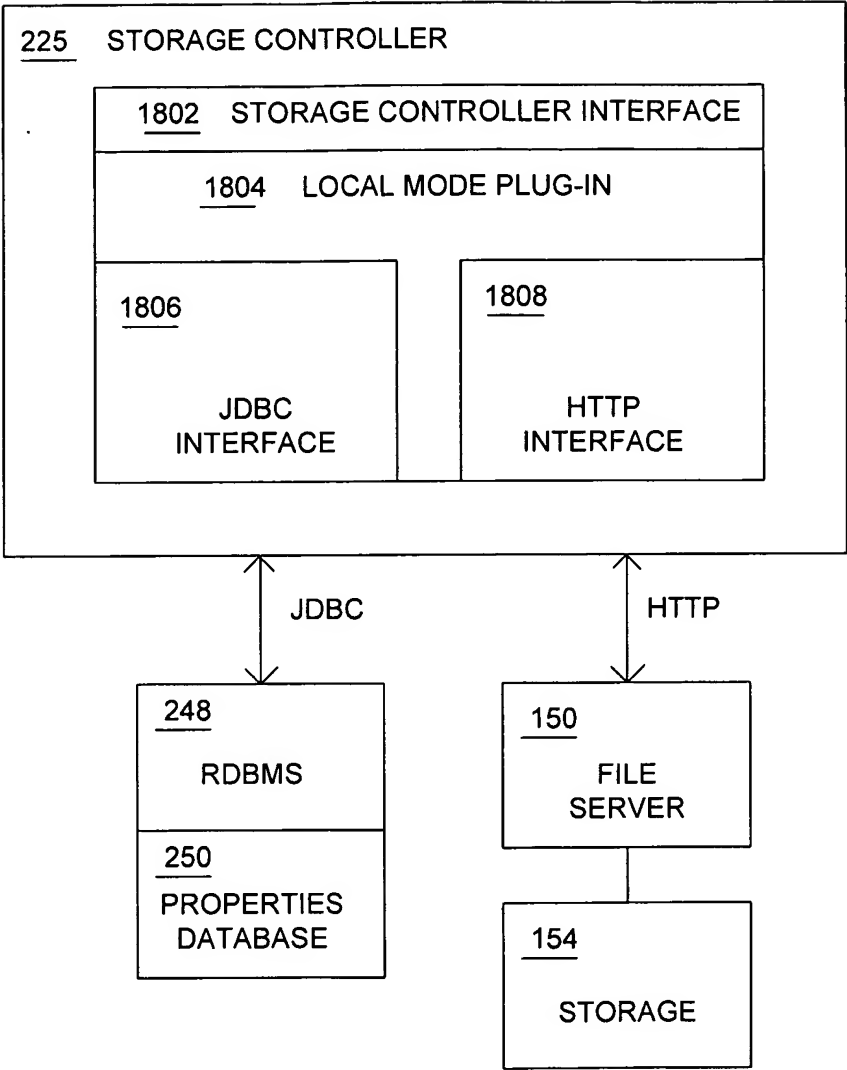 225 STORAGE CONTROLLER
1802 STORAGE CONTROLLER INTERFACE
1804 LOCAL MODE PLUG-IN
1806
JDBC
INTERFACE
1808
HTTP
INTERFACE
JDBC
HTTP
248
RDBMS
250
PROPERTIES
DATABASE
150
FILE
SERVER
154
STORAGE